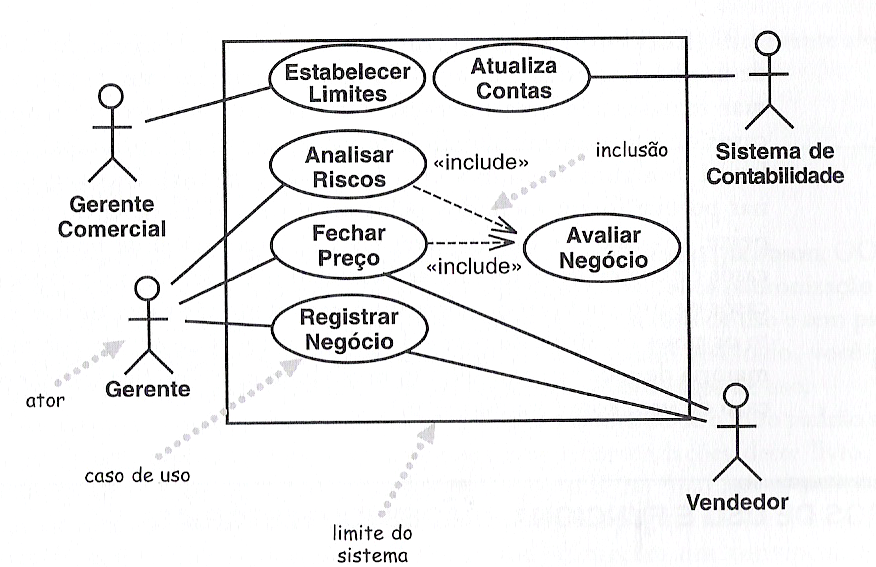 Estabelecer
Limites
Atualiza
Contas
Gerente
Comercial
Sistema de
Contabilidade
Analisar
Riscos
«include»
inclusão
Fechar
Preço
«include»
Avaliar
Negócio
Registrar
Negócio
Gerente
ator
caso de uso
limite do
sistema
Vendedor